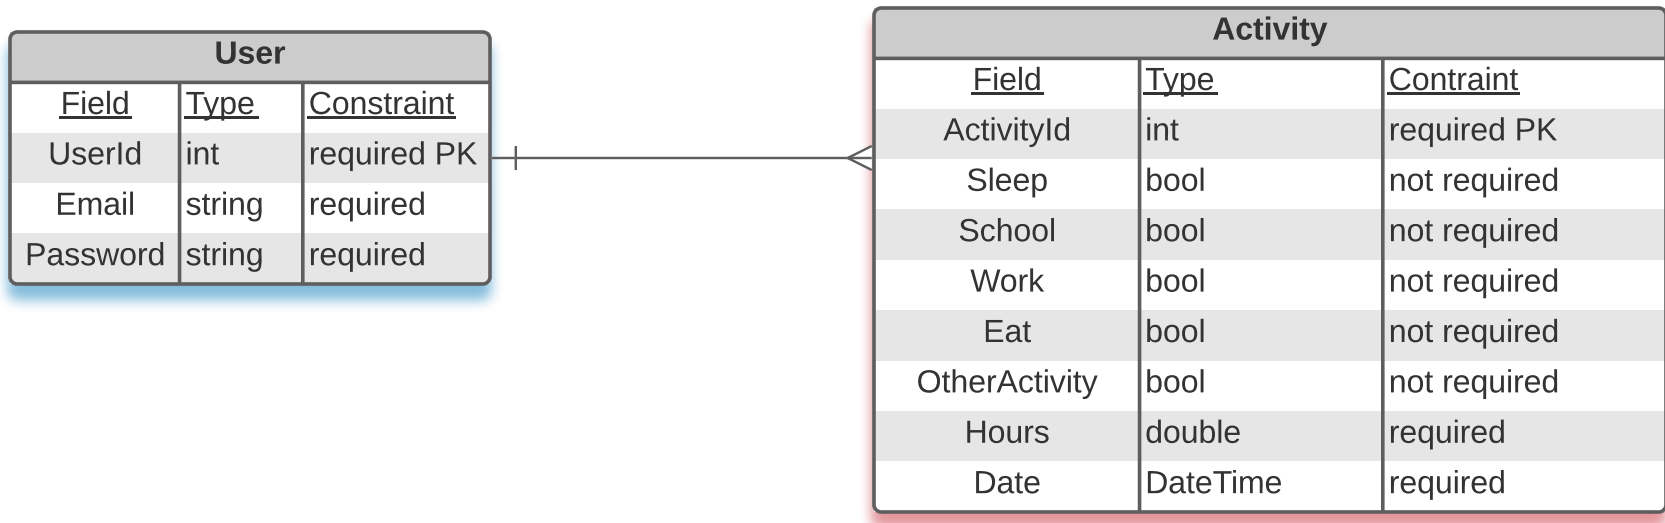 User
Field Type Constraint
UserId int required PK
Email string required
Password string required
Activity
Field Type Contraint
ActivityId int required PK
Sleep bool not required
School bool not required
Work bool not required
Eat bool not required
OtherActivity bool not required
Hours double required
Date DateTime required